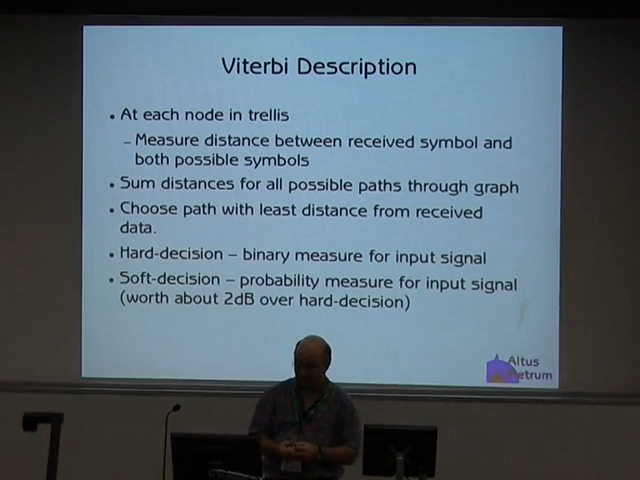 Viterbi Description
• At each node in trellis
– Measure distance between received symbol and
both possible symbols
• Sum distances for all possible paths through graph
• Choose path with least distance from received
data.
• Hard-decision – binary measure for input signal
• Soft-decision – probability measure for input signal
(worth about 2dB over hard-decision)
Altus
Metrum